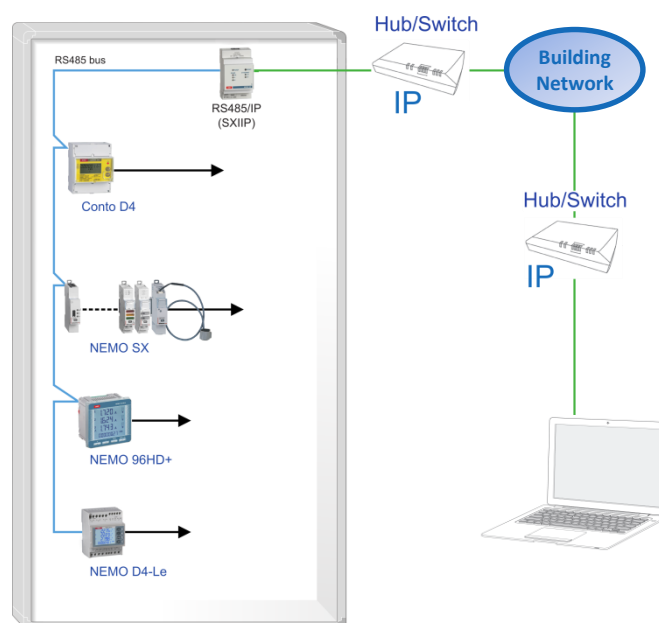 Hub/Switch
IP
Building
Network
RS485 bus
RS485/IP
(SXIIP)
Conto D4
Hub/Switch
IP
NEMO SX
NEMO 96HD+
NEMO D4-Le